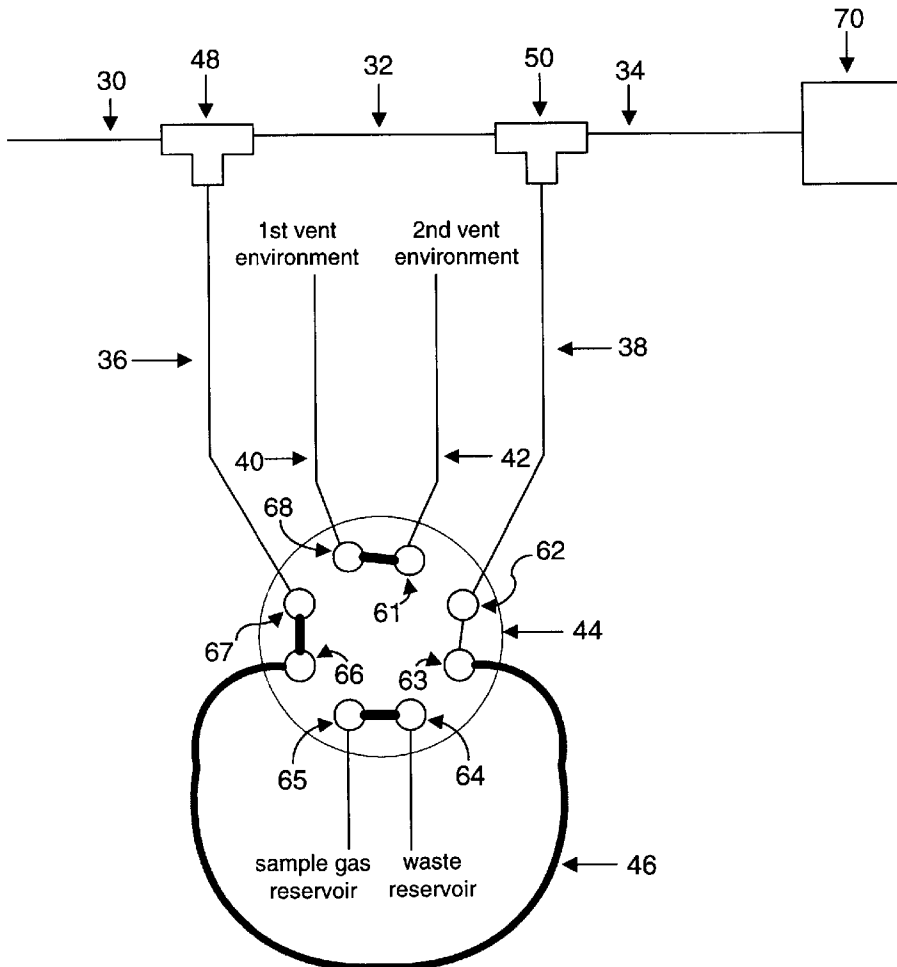 70
48
50
30
32
34
1st vent
environment
2nd vent
environment
36
38
40
42
68
62
61
44
67
66
63
65
64
sample gas
reservoir
waste
reservoir
46